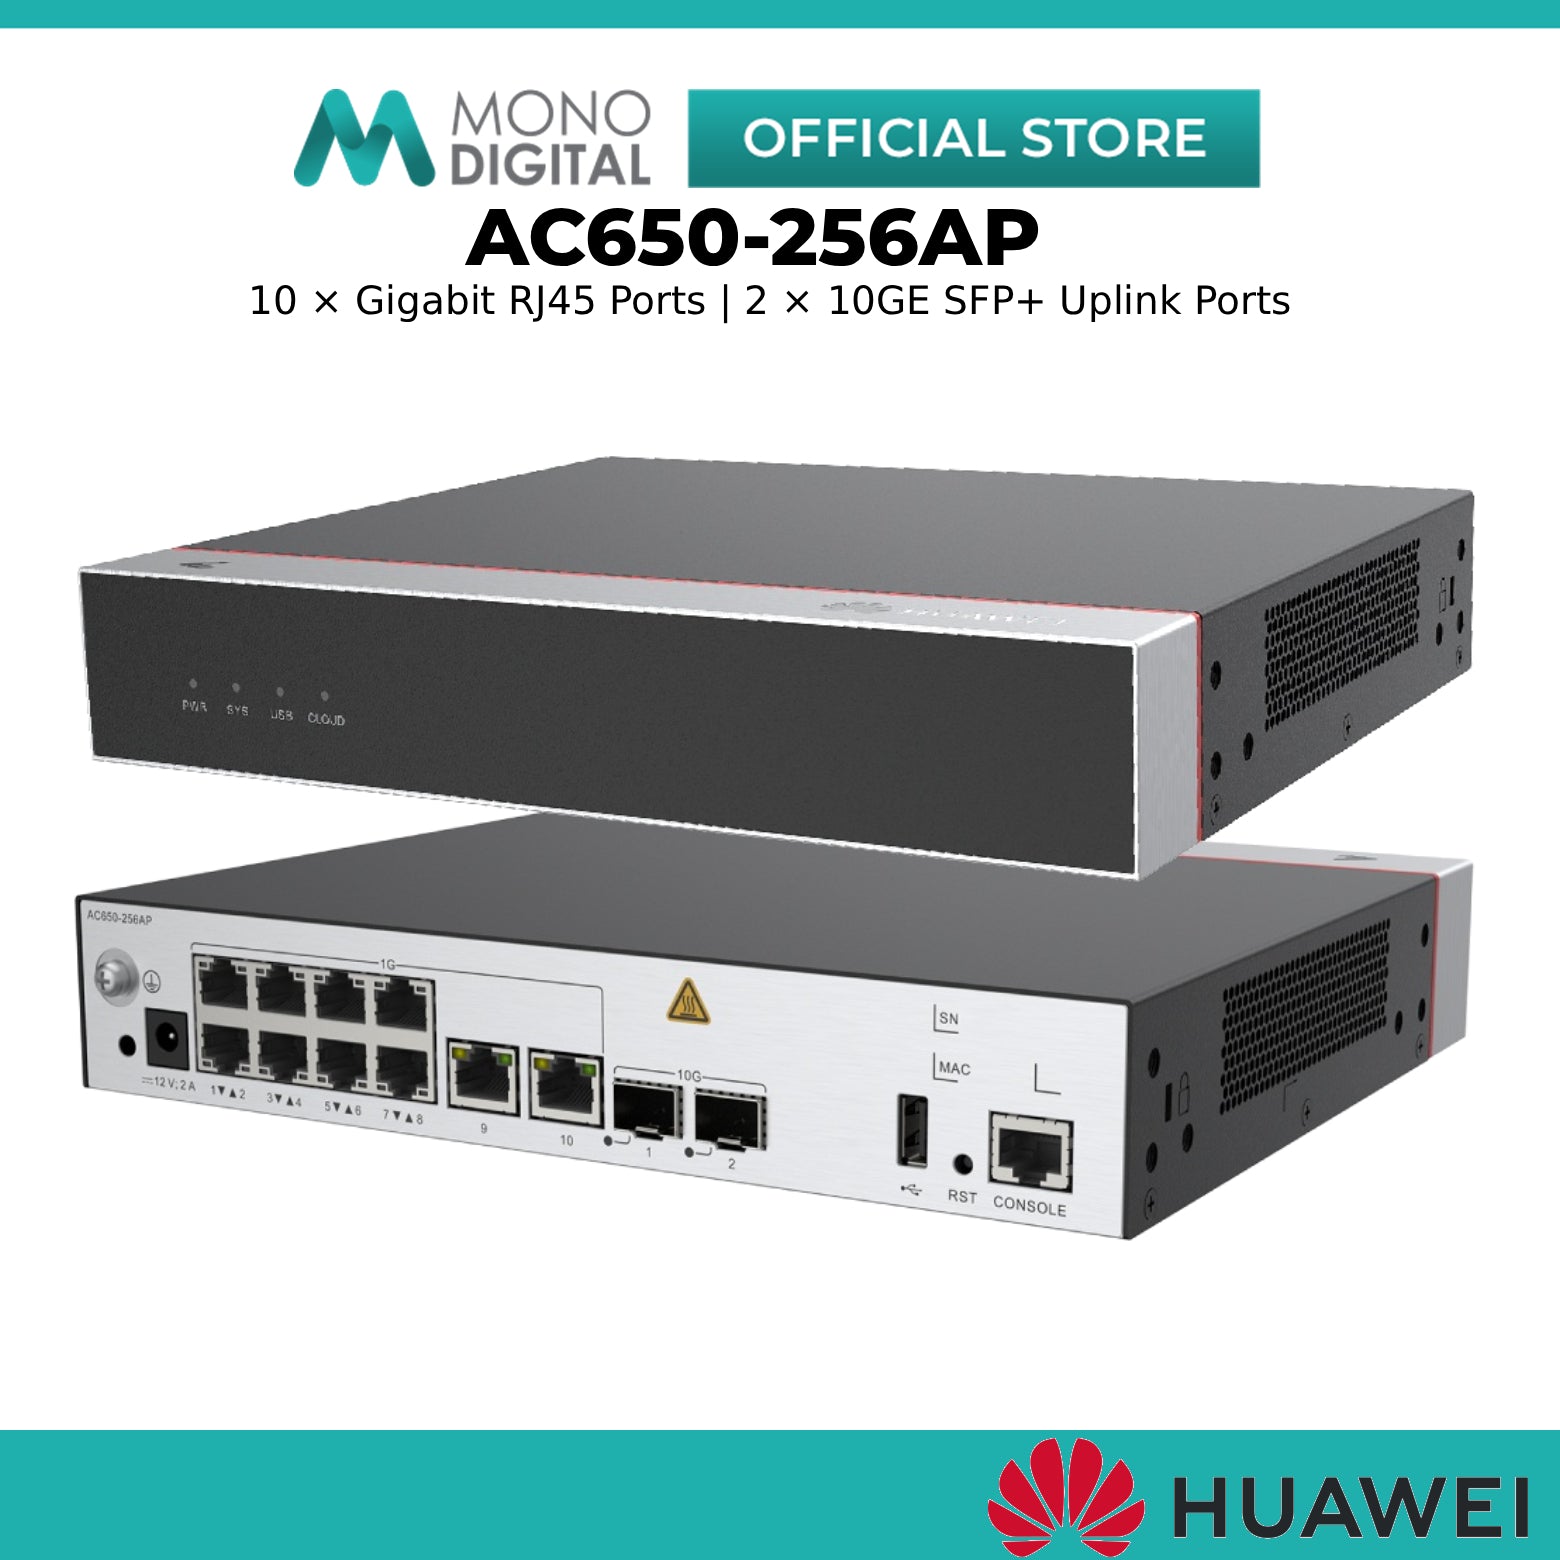 MONO
DIGITAL
OFFICIAL STORE
AC650-256AP
10 × Gigabit RJ45 Ports | 2 × 10GE SFP+ Uplink Ports
HUAWEI
PWR SYS USB CLOUD
AC650-256AP
1G
12 V; 2 A
1▼▲2
3▼▲4
5▼▲6
7▼▲8
9
10
10G
1
2
SN
MAC
RST
CONSOLE
HUAWEI